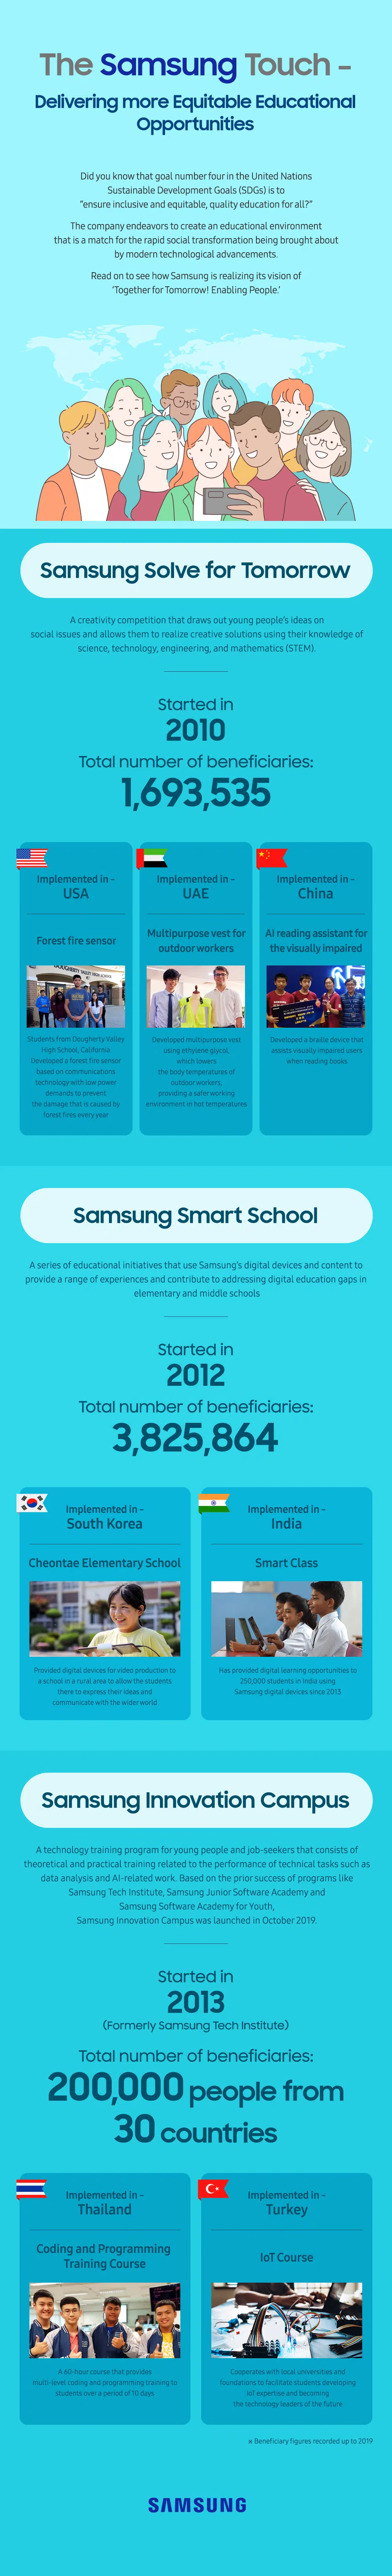 The Samsung Touch -
Delivering more Equitable Educational
Opportunities
Did you know that goal number four in the United Nations
Sustainable Development Goals (SDGs) is to
“ensure inclusive and equitable, quality education for all?”
The company endeavors to create an educational environment
that is a match for the rapid social transformation being brought about
by modern technological advancements.
Read on to see how Samsung is realizing its vision of
‘Together for Tomorrow! Enabling People.’
Samsung Solve for Tomorrow
A creativity competition that draws out young people’s ideas on
social issues and allows them to realize creative solutions using their knowledge of
science, technology, engineering, and mathematics (STEM).
Started in
2010
Total number of beneficiaries:
1,693,535
Implemented in –
USA
Forest fire sensor
DOUGHERTY VALLEY HIGH SCHOOL
Students from Dougherty Valley
High School, California
Developed a forest fire sensor
based on communications
technology with low power
demands to prevent
the damage that is caused by
forest fires every year
Implemented in –
UAE
Multipurpose vest for
outdoor workers
Developed multipurpose vest
using ethylene glycol,
which lowers
the body temperatures of
outdoor workers,
providing a safer working
environment in hot temperatures
Implemented in –
China
AI reading assistant for
the visually impaired
Developed a braille device that
assists visually impaired users
when reading books
Samsung Smart School
A series of educational initiatives that use Samsung’s digital devices and content to
provide a range of experiences and contribute to addressing digital education gaps in
elementary and middle schools
Started in
2012
Total number of beneficiaries:
3,825,864
Implemented in –
South Korea
Cheontae Elementary School
Provided digital devices for video production to
a school in a rural area to allow the students
there to express their ideas and
communicate with the wider world
Implemented in –
India
Smart Class
Has provided digital learning opportunities to
250,000 students in India using
Samsung digital devices since 2013
Samsung Innovation Campus
A technology training program for young people and job-seekers that consists of
theoretical and practical training related to the performance of technical tasks such as
data analysis and AI-related work. Based on the prior success of programs like
Samsung Tech Institute, Samsung Junior Software Academy and
Samsung Software Academy for Youth,
Samsung Innovation Campus was launched in October 2019.
Started in
2013
(Formerly Samsung Tech Institute)
Total number of beneficiaries:
200,000 people from
30 countries
Implemented in –
Thailand
Coding and Programming
Training Course
A 60-hour course that provides
multi-level coding and programming training to
students over a period of 10 days
Implemented in –
Turkey
IoT Course
Cooperates with local universities and
foundations to facilitate students developing
IoT expertise and becoming
the technology leaders of the future
※ Beneficiary figures recorded up to 2019
SAMSUNG